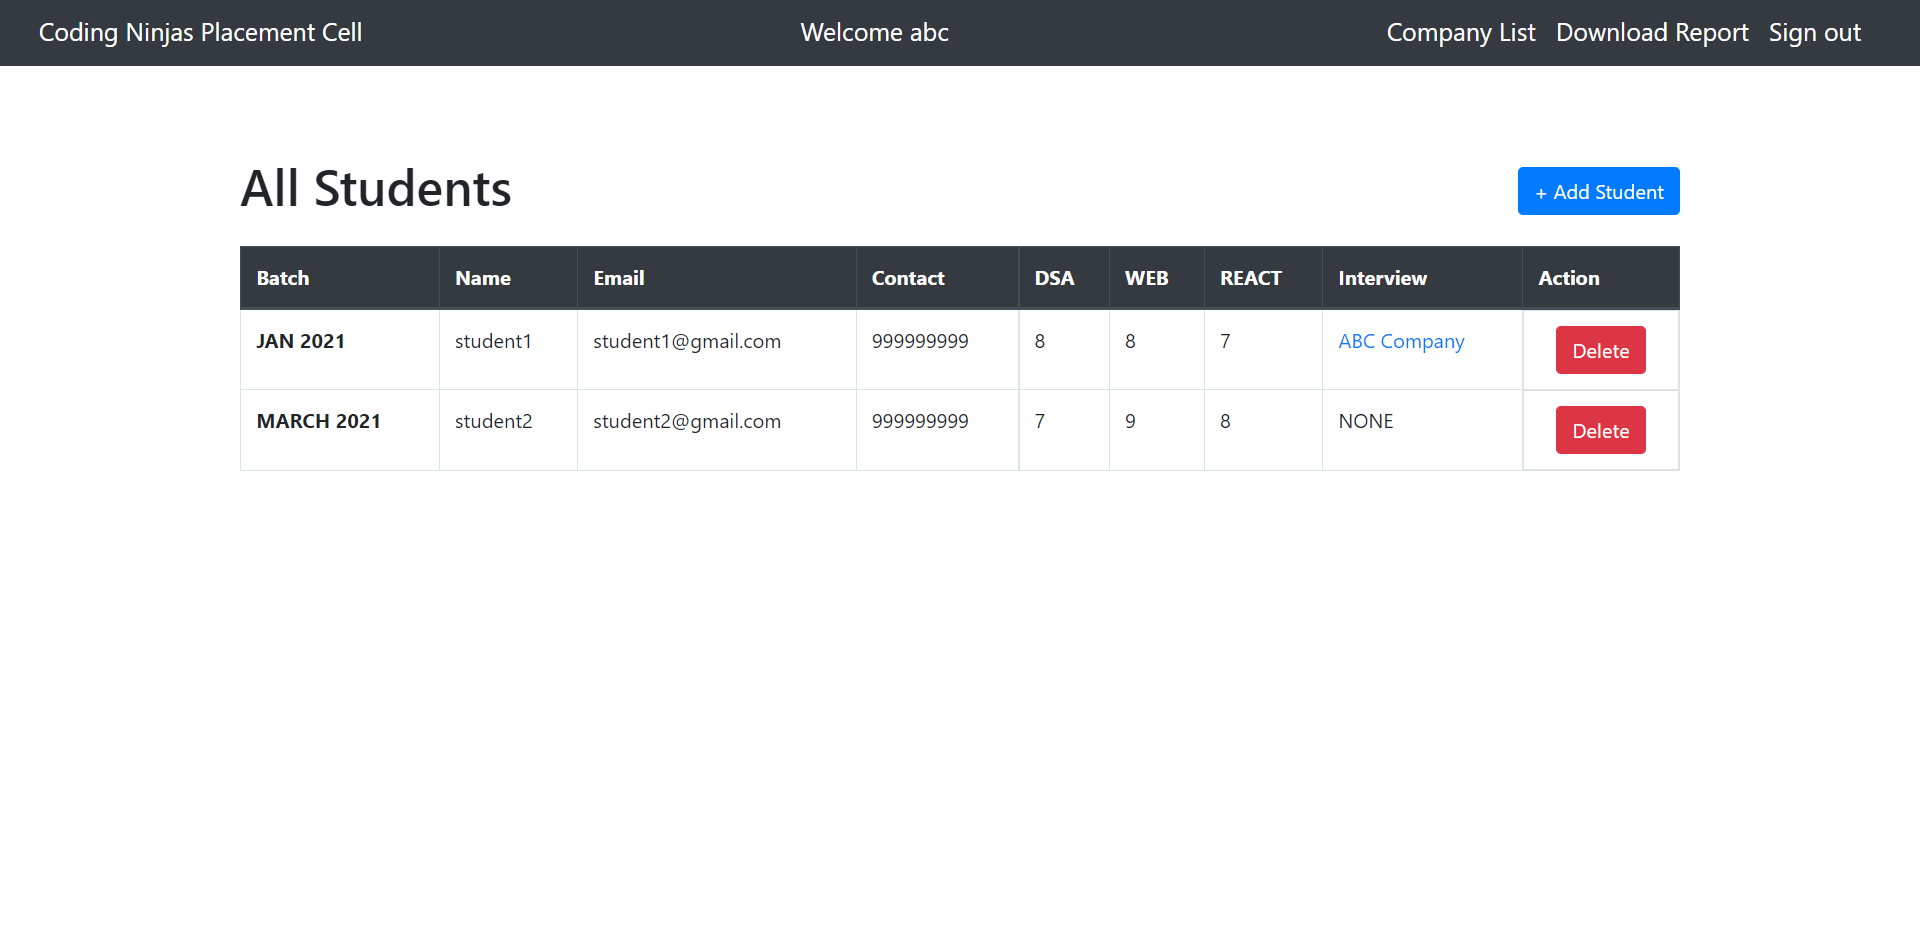 Coding Ninjas Placement Cell Welcome abc Company List Download Report Sign out
All Students + Add Student
Batch Name Email Contact DSA WEB REACT Interview Action
JAN 2021 student1 student1@gmail.com 999999999 8 8 7 ABC Company Delete
MARCH 2021 student2 student2@gmail.com 999999999 7 9 8 NONE Delete